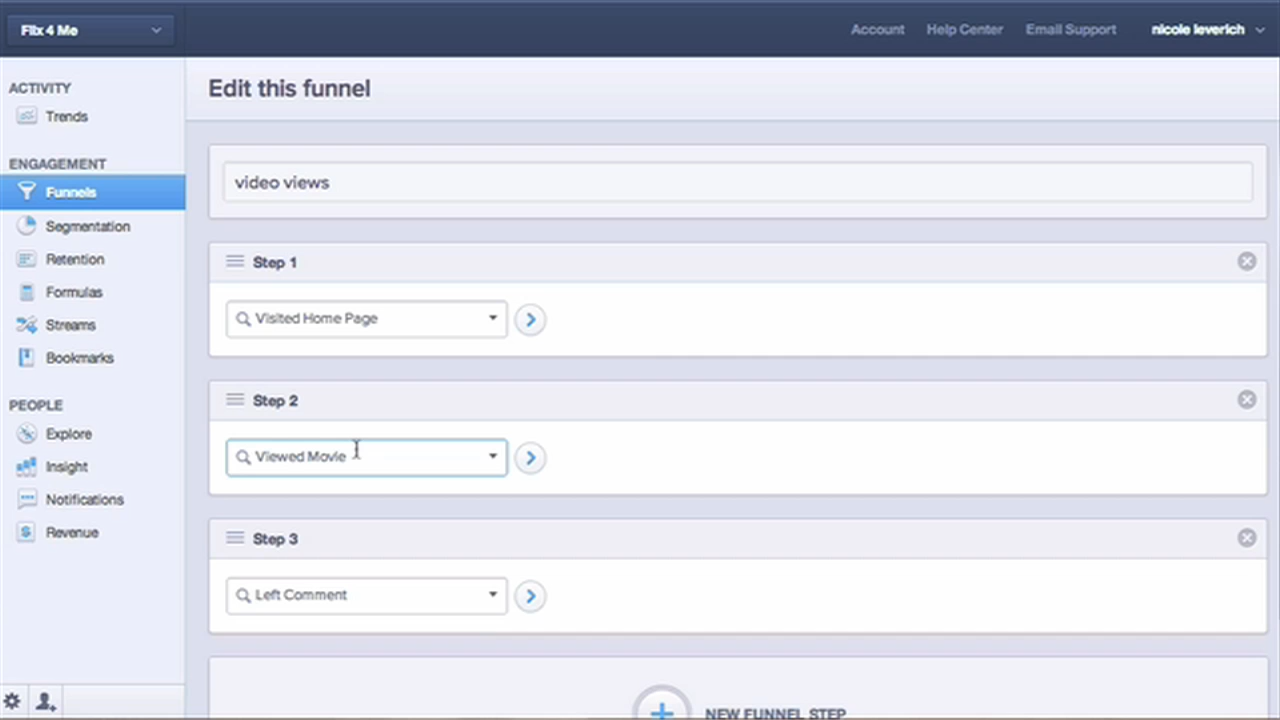 Flix 4 Me
Account
Help Center
Email Support
nicole leverich
ACTIVITY
Trends
ENGAGEMENT
Funnels
Segmentation
Retention
Formulas
Streams
Bookmarks
PEOPLE
Explore
Insight
Notifications
Revenue
Edit this funnel
video views
Step 1
Visited Home Page
Step 2
Viewed Movie
Step 3
Left Comment
NEW FUNNEL STEP